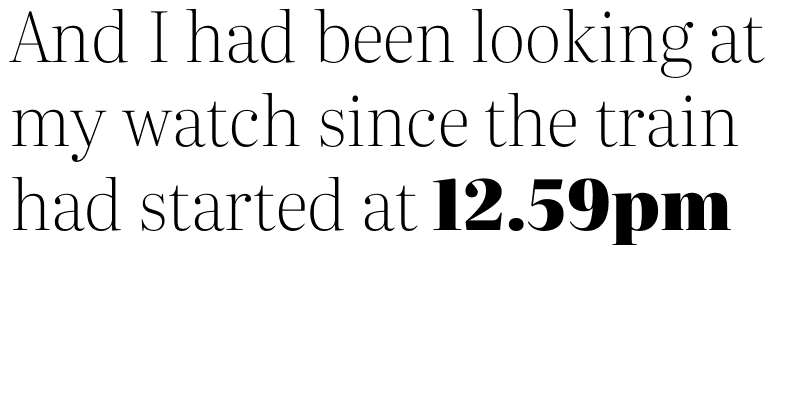 And I had been looking at
my watch since the train
had started at 12.59pm